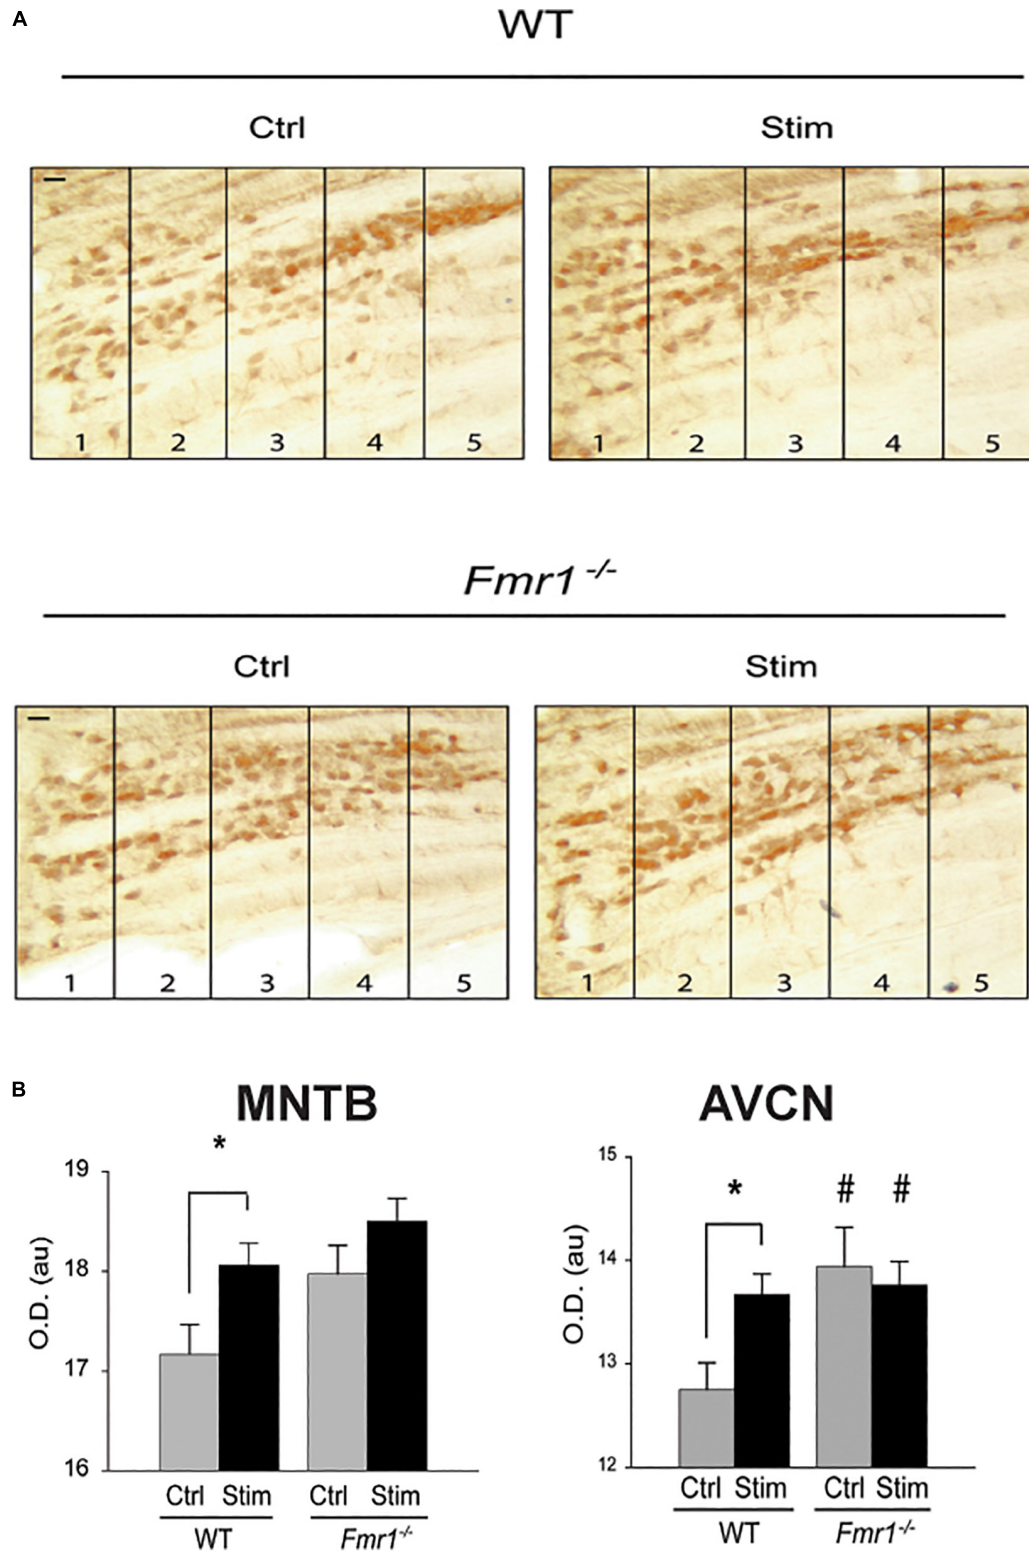 A
WT
Ctrl Stim
1 2 3 4 5 1 2 3 4 5
Fmr1 -/-
Ctrl Stim
1 2 3 4 5 1 2 3 4 5
B
MNTB
*
19
18
17
16
O.D. (au)
Ctrl Stim Ctrl Stim
WT Fmr1-/-
AVCN
* # #
15
14
13
12
O.D. (au)
Ctrl Stim Ctrl Stim
WT Fmr1-/-